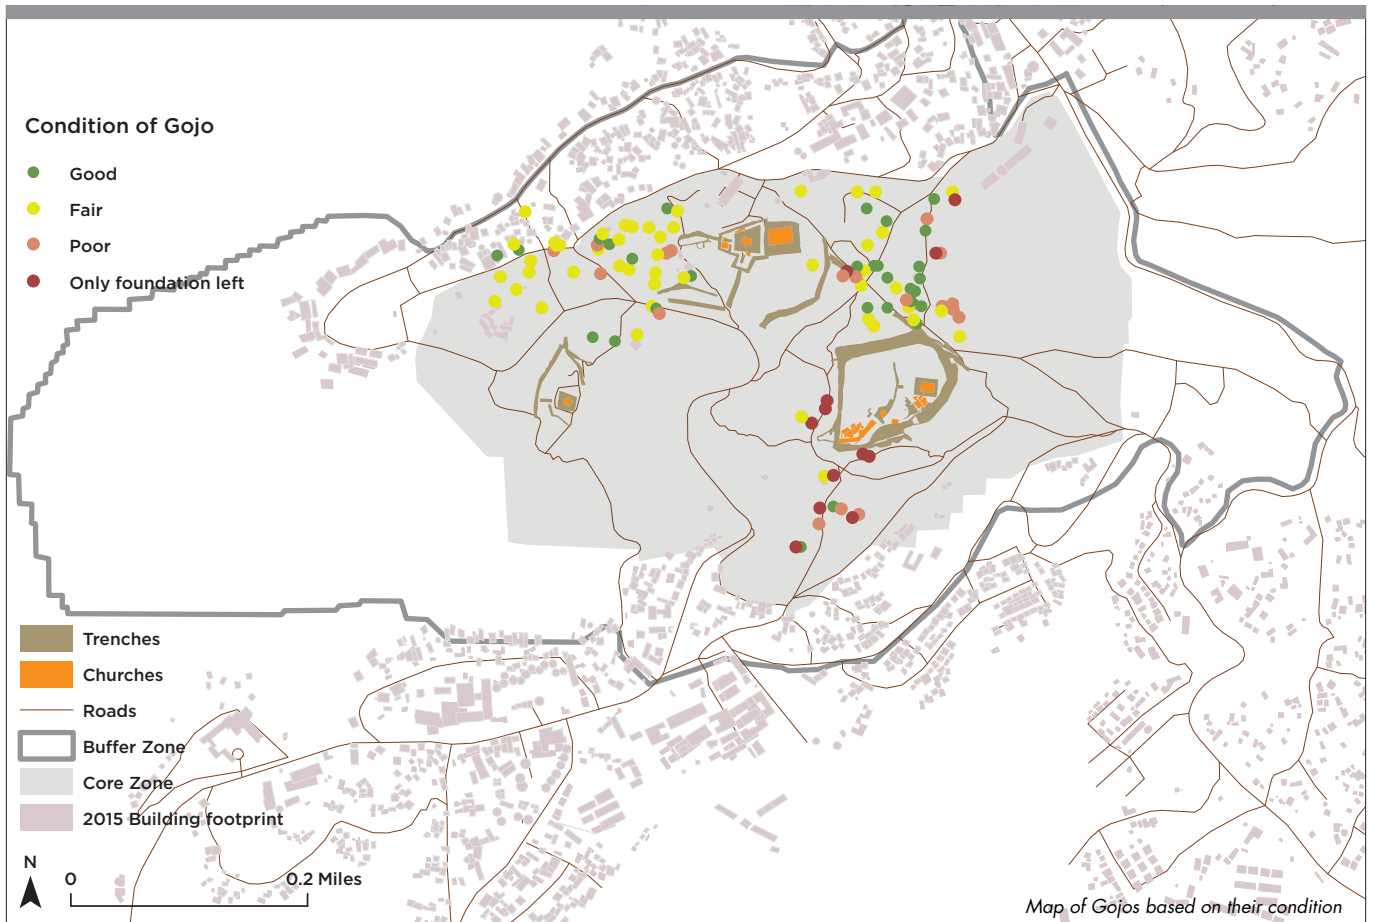 Condition of Gojo
Good
Fair
Poor
Only foundation left
Trenches
Churches
Roads
Buffer Zone
Core Zone
2015 Building footprint
N
0
0.2 Miles
Map of Gojos based on their condition